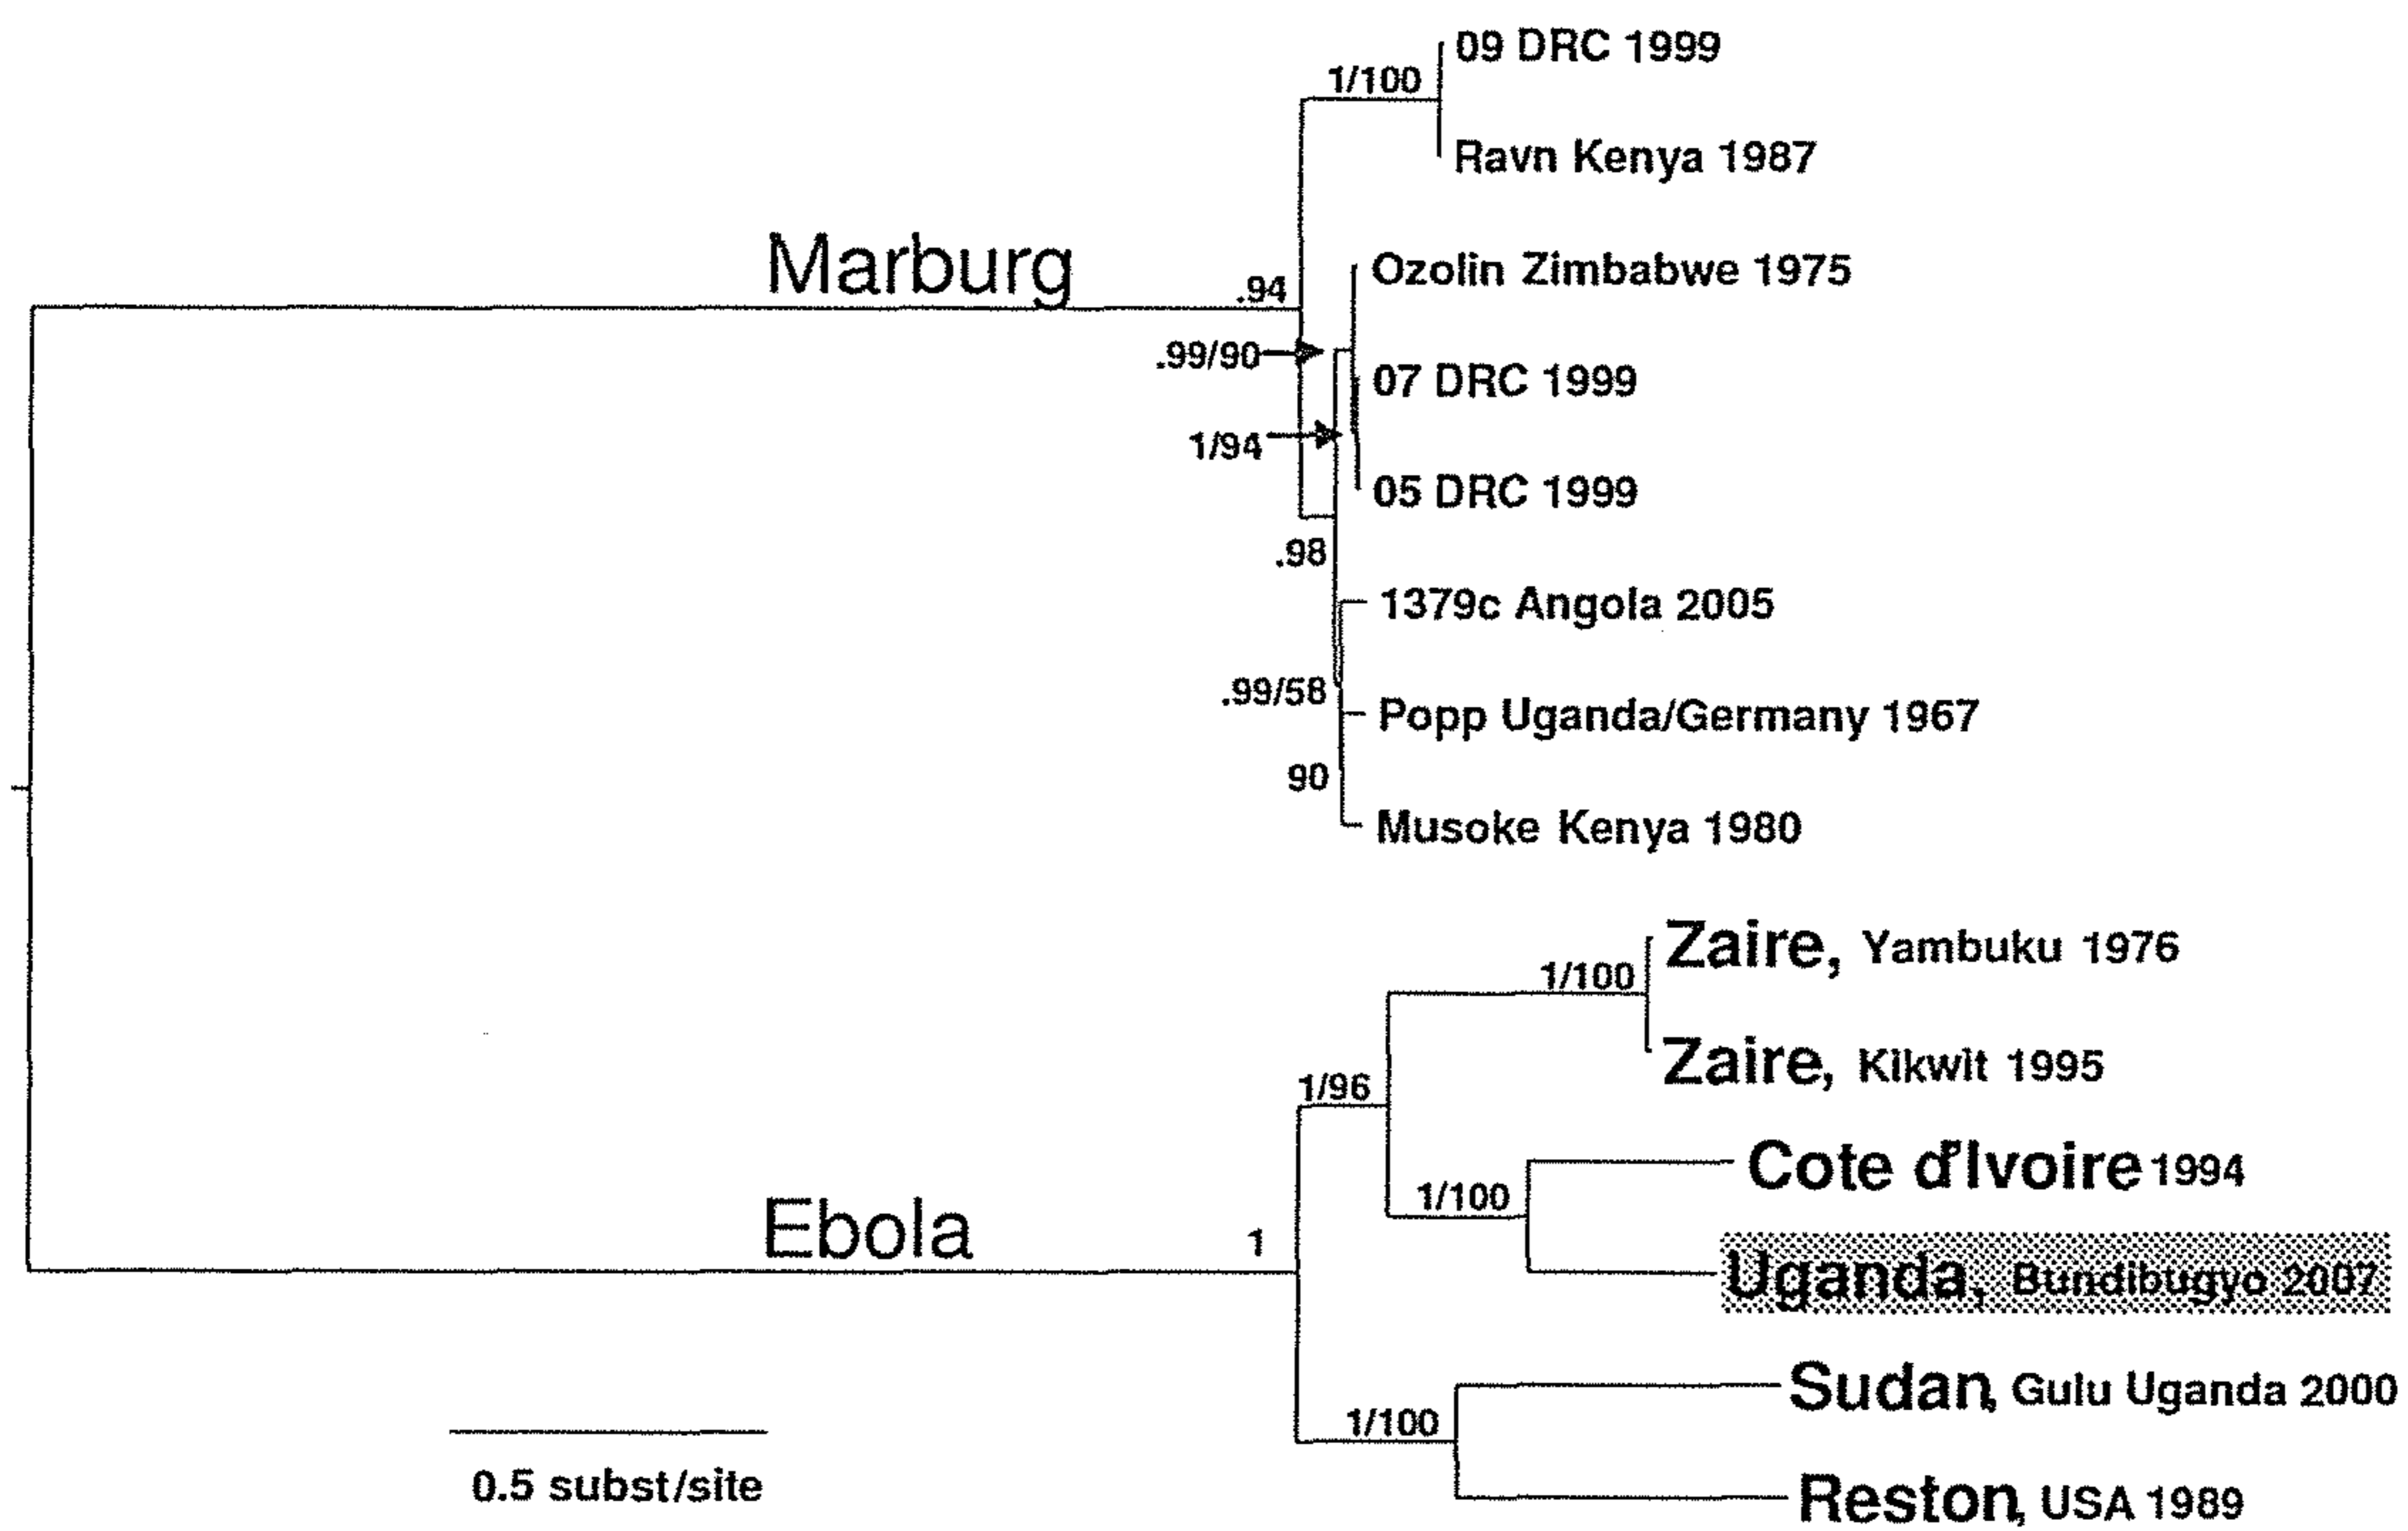 09 DRC 1999
1/100
Ravn Kenya 1987
Marburg
.94
Ozolin Zimbabwe 1975
.99/90
07 DRC 1999
1/94
05 DRC 1999
.98
1379c Angola 2005
.99/58
Popp Uganda/Germany 1967
90
Musoke Kenya 1980
Zaire, Yambuku 1976
1/100
Zaire, Kikwit 1995
1/96
Cote d'Ivoire 1994
1/100
Ebola
1
Uganda, Bundibugyo 2007
Sudan, Gulu Uganda 2000
1/100
0.5 subst/site
Reston, USA 1989